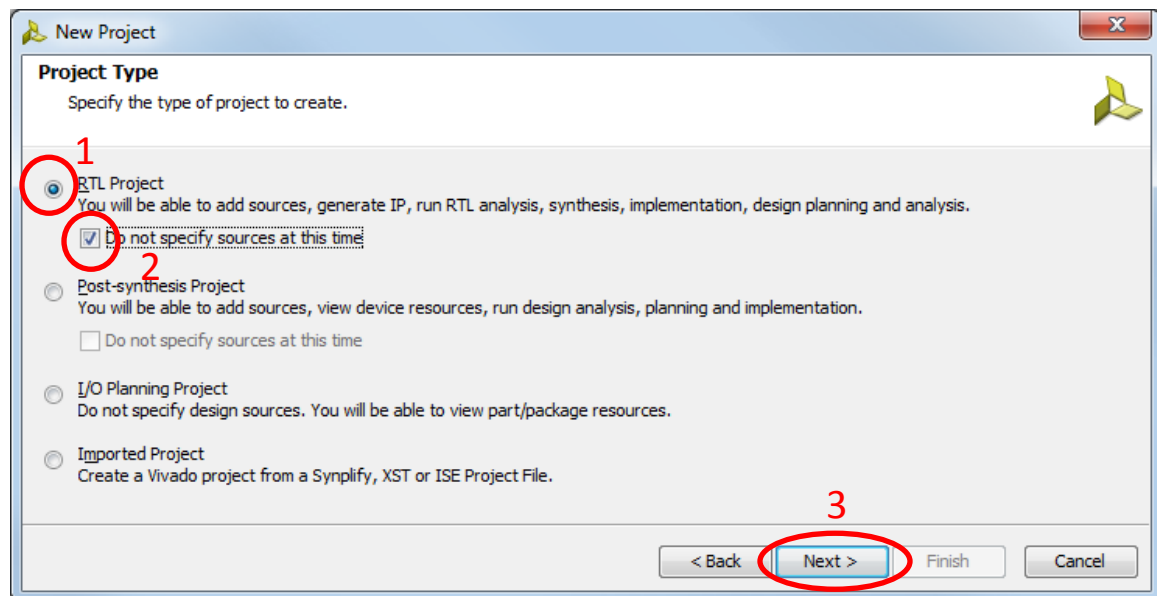 New Project
Project Type
Specify the type of project to create.
1
RTL Project
You will be able to add sources, generate IP, run RTL analysis, synthesis, implementation, design planning and analysis.
Do not specify sources at this time
2
Post-synthesis Project
You will be able to add sources, view device resources, run design analysis, planning and implementation.
Do not specify sources at this time
I/O Planning Project
Do not specify design sources. You will be able to view part/package resources.
Imported Project
Create a Vivado project from a Synplify, XST or ISE Project File.
3
< Back Next > Finish Cancel